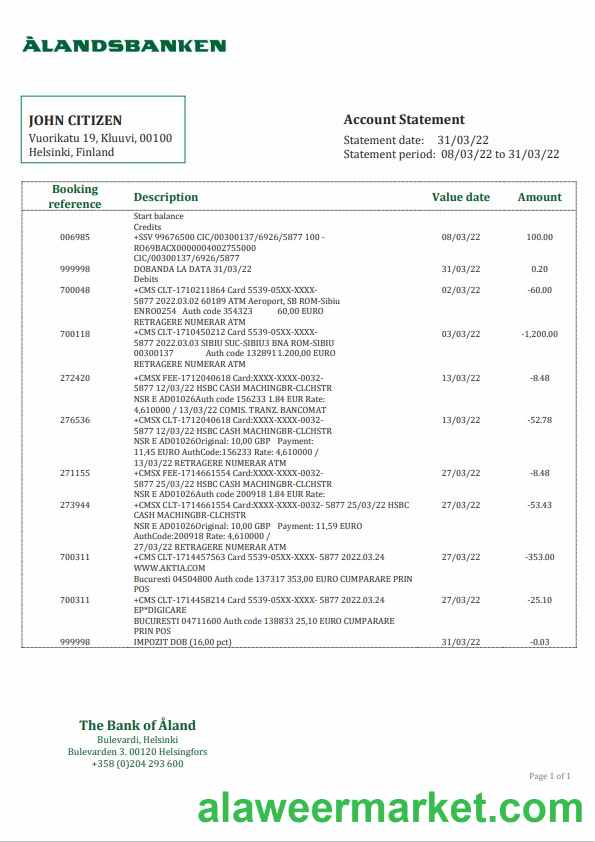 ÅLANDSBANKEN
JOHN CITIZEN
Vuorikatu 19, Kluuvi, 00100
Helsinki, Finland
Account Statement
Statement date: 31/03/22
Statement period: 08/03/22 to 31/03/22
Booking reference Description Value date Amount
Start balance
Credits
006985 +SSV 99676500 CIC/00300137/6926/5877 100 - 08/03/22 100.00
RO69BACX0000004002755000
CIC/00300137/6926/5877
999998 DOBANDA LA DATA 31/03/22 31/03/22 0.20
Debits
700048 +CMS CLT-1710211864 Card 5539-05XX-XXXX- 02/03/22 -60.00
5877 2022.03.02 60189 ATM Aeroport, SB ROM-Sibiu
ENRO0254 Auth code 354323 60,00 EURO
RETRAGERE NUMERAR ATM
700118 +CMS CLT-1710450212 Card 5539-05XX-XXXX- 03/03/22 -1,200.00
5877 2022.03.03 SIBIU SUC-SIBIU3 BNA ROM-SIBIU
00300137 Auth code 1328911.200,00 EURO
RETRAGERE NUMERAR ATM
272420 +CMSX FEE-1712040618 Card:XXXX-XXXX-0032- 13/03/22 -8.48
5877 12/03/22 HSBC CASH MACHINGBR-CLCHSTR
NSR E AD01026Auth code 156233 1.84 EUR Rate:
4,610000 / 13/03/22 COMIS. TRANZ. BANCOMAT
276536 +CMSX CLT-1712040618 Card:XXXX-XXXX-0032- 13/03/22 -52.78
5877 12/03/22 HSBC CASH MACHINGBR-CLCHSTR
NSR E AD01026Original: 10,00 GBP Payment:
11,45 EURO AuthCode:156233 Rate: 4,610000 /
13/03/22 RETRAGERE NUMERAR ATM
271155 +CMSX FEE-1714661554 Card:XXXX-XXXX-0032- 27/03/22 -8.48
5877 25/03/22 HSBC CASH MACHINGBR-CLCHSTR
NSR E AD01026Auth code 200918 1.84 EUR Rate:
273944 +CMSX CLT-1714661554 Card:XXXX-XXXX-0032- 5877 25/03/22 HSBC 27/03/22 -53.43
CASH MACHINGBR-CLCHSTR
NSR E AD01026Original: 10,00 GBP Payment: 11,59 EURO
AuthCode:200918 Rate: 4,610000 /
27/03/22 RETRAGERE NUMERAR ATM
700311 +CMS CLT-1714457563 Card 5539-05XX-XXXX- 5877 2022.03.24 27/03/22 -353.00
WWW.AKTIA.COM
Bucuresti 04504800 Auth code 137317 353,00 EURO CUMPARARE PRIN
POS
700311 +CMS CLT-1714458214 Card 5539-05XX-XXXX- 5877 2022.03.24 27/03/22 -25.10
EP*DIGICARE
BUCURESTI 04711600 Auth code 138833 25,10 EURO CUMPARARE
PRIN POS
999998 IMPOZIT DOB (16,00 pct) 31/03/22 -0.03
The Bank of Åland
Bulevardi, Helsinki
Bulevarden 3. 00120 Helsingfors
+358 (0)204 293 600
Page 1 of 1
alaweermarket.com